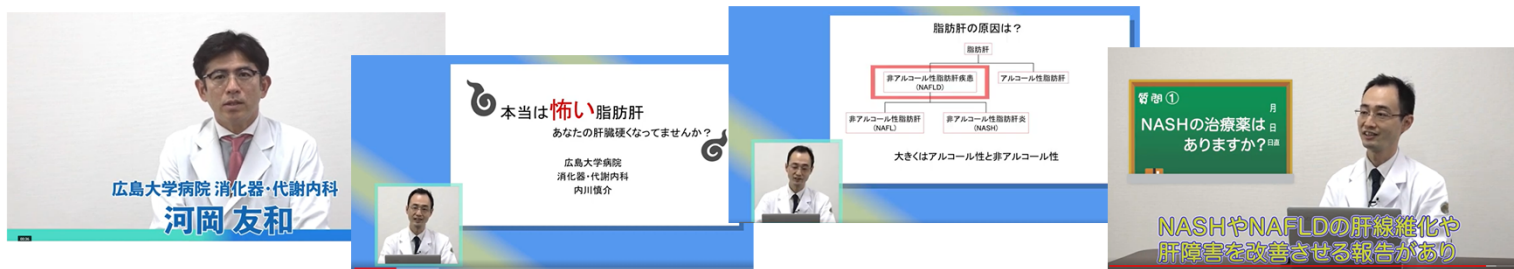 広島大学病院 消化器・代謝内科
河岡 友和
本当は怖い脂肪肝
あなたの肝臓硬くなってませんか？
広島大学病院
消化器・代謝内科
内川慎介
脂肪肝の原因は？
脂肪肝
非アルコール性脂肪肝疾患
(NAFLD)
アルコール性脂肪肝
非アルコール性脂肪肝
(NAFL)
非アルコール性脂肪肝炎
(NASH)
大きくはアルコール性と非アルコール性
質問①
NASHの治療薬は
ありますか？
月
日
日直
NASHやNAFLDの肝線維化や
肝障害を改善させる報告があり